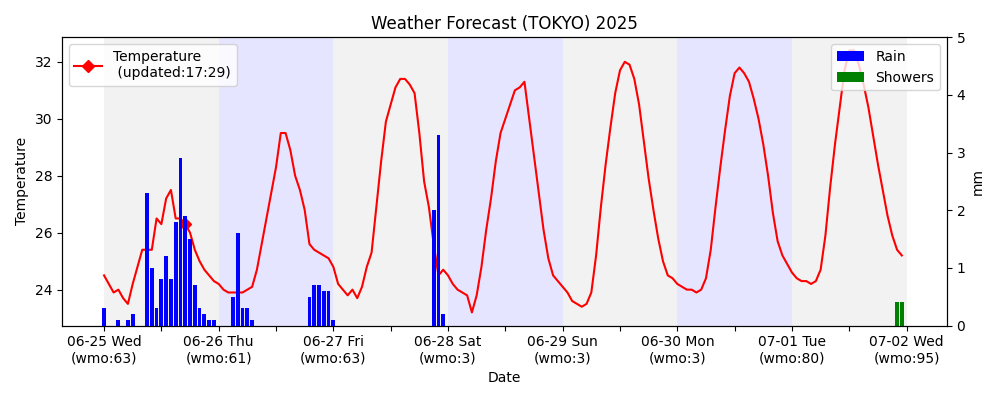 Weather Forecast (TOKYO) 2025
Temperature
(updated:17:29)
Rain
Showers
Temperature
32
30
28
26
24
5
4
3
2
1
0
mm
06-25 Wed
(wmo:63)
06-26 Thu
(wmo:61)
06-27 Fri
(wmo:63)
06-28 Sat
(wmo:3)
06-29 Sun
(wmo:3)
06-30 Mon
(wmo:3)
07-01 Tue
(wmo:80)
07-02 Wed
(wmo:95)
Date